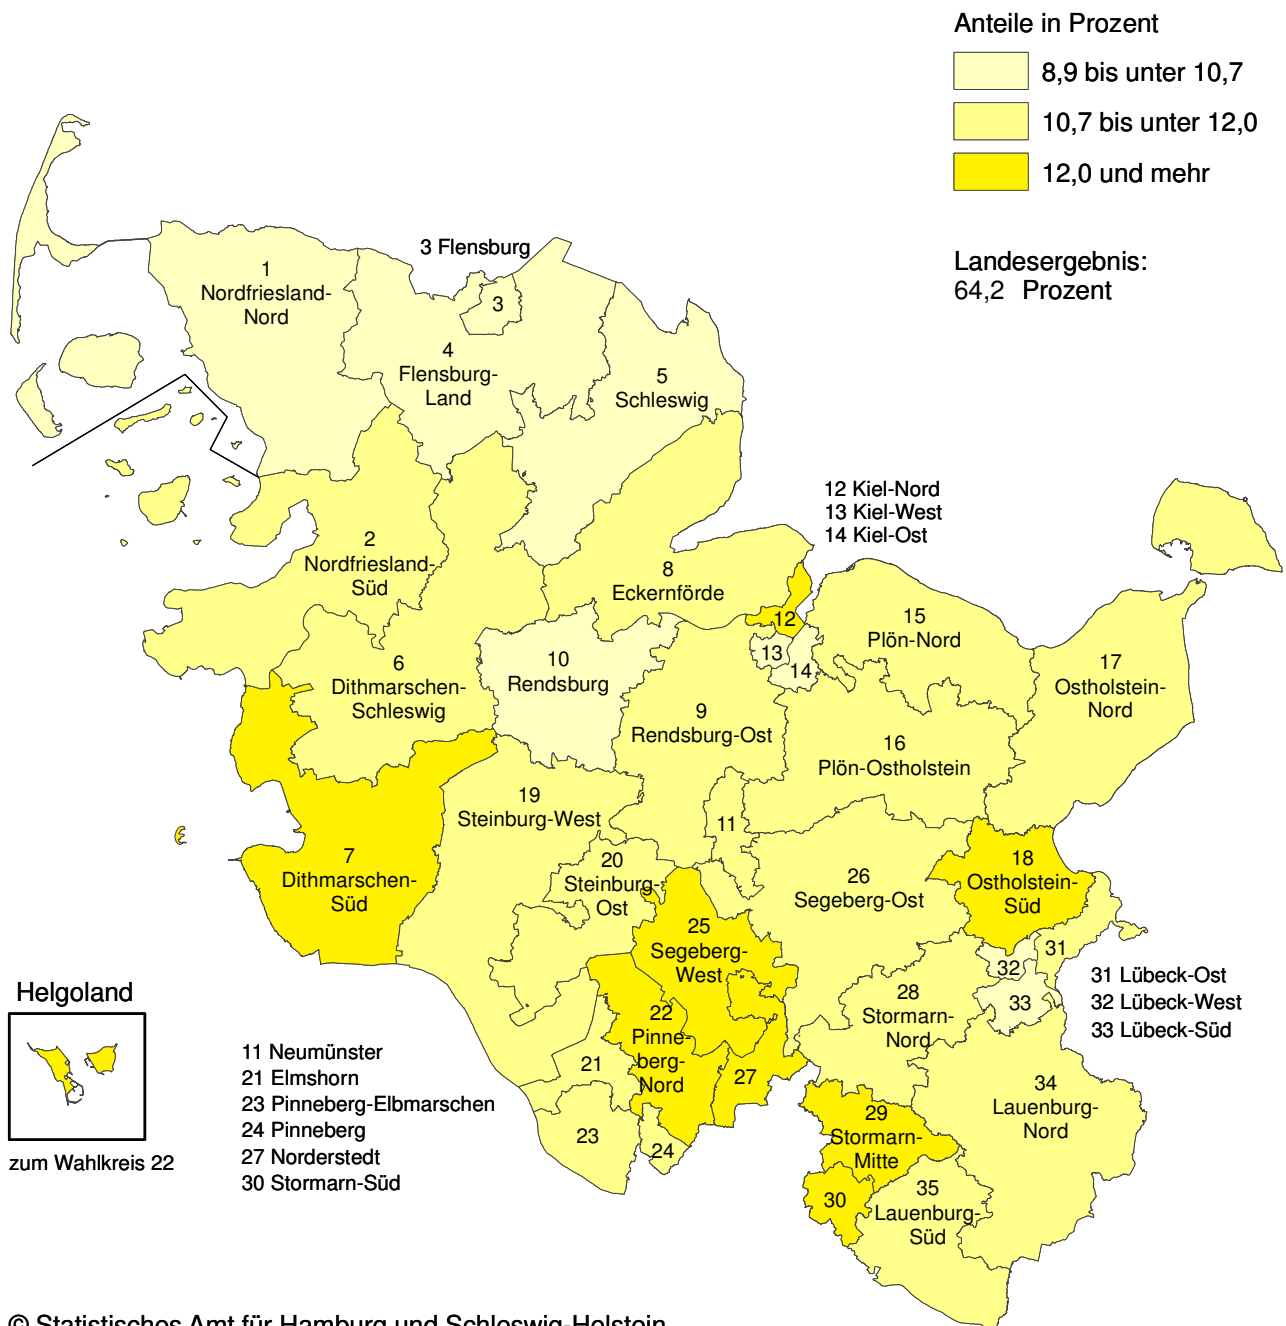 Anteile in Prozent
8,9 bis unter 10,7
10,7 bis unter 12,0
12,0 und mehr
Landesergebnis:
64,2 Prozent
3 Flensburg
1
Nordfriesland-
Nord
3
4
Flensburg-
Land
5
Schleswig
12 Kiel-Nord
13 Kiel-West
14 Kiel-Ost
2
Nordfriesland-
Süd
8
Eckernförde
12
13
14
15
Plön-Nord
6
Dithmarschen-
Schleswig
10
Rendsburg
17
Ostholstein-
Nord
9
Rendsburg-Ost
16
Plön-Ostholstein
19
Steinburg-West
11
7
Dithmarschen-
Süd
20
Steinburg-
Ost
26
Segeberg-Ost
18
Ostholstein-
Süd
25
Segeberg-
West
31
32
33
31 Lübeck-Ost
32 Lübeck-West
33 Lübeck-Süd
Helgoland
zum Wahlkreis 22
28
Stormarn-
Nord
22
Pinne-
berg-
Nord
21
27
11 Neumünster
21 Elmshorn
23 Pinneberg-Elbmarschen
24 Pinneberg
27 Norderstedt
30 Stormarn-Süd
34
Lauenburg-
Nord
23
24
29
Stormarn-
Mitte
30
35
Lauenburg-
Süd
© Statistisches Amt für Hamburg und Schleswig-Holstein